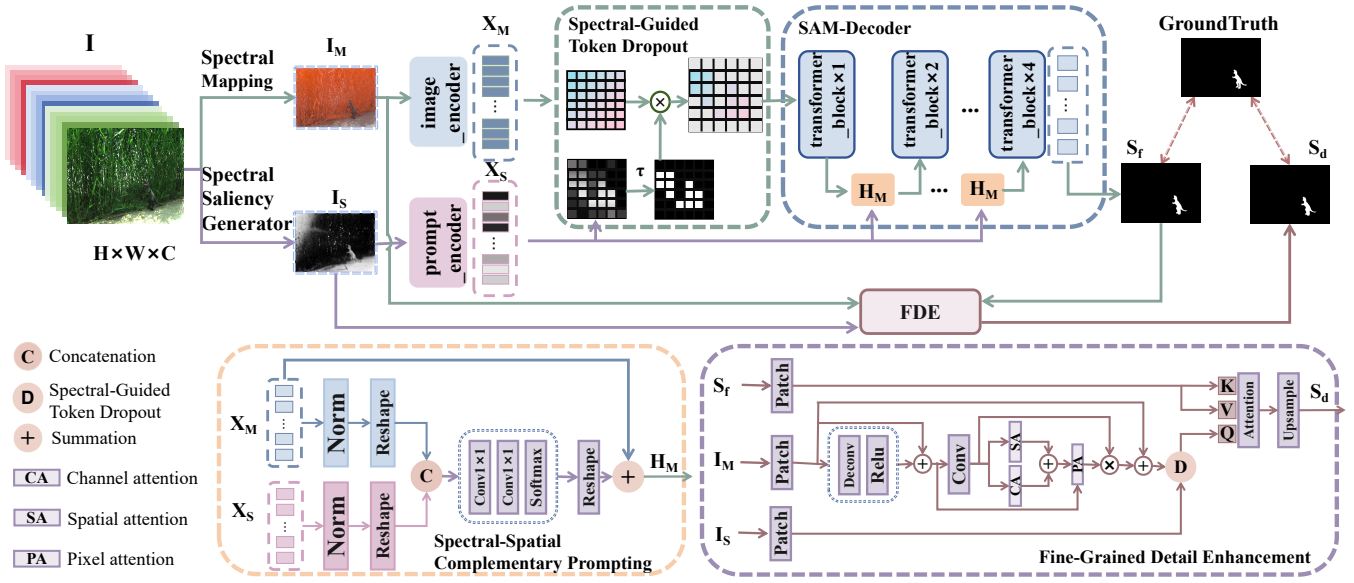 I
H×W×C
Spectral
Mapping
Spectral
Saliency
Generator
I_M
I_S
image
_encoder
prompt
_encoder
X_M
X_S
Spectral-Guided
Token Dropout
τ
SAM-Decoder
transformer
_block×1
transformer
_block×2
...
transformer
_block×4
H_M
...
H_M
GroundTruth
S_f
S_d
FDE
C Concatenation
D Spectral-Guided
Token Dropout
+ Summation
CA Channel attention
SA Spatial attention
PA Pixel attention
X_M
Norm
Reshape
X_S
Norm
Reshape
C
Conv1×1
Conv1×1
Softmax
Reshape
+
H_M
Spectral-Spatial
Complementary Prompting
S_f
Patch
I_M
Patch
Deconv
Relu
Conv
SA
CA
PA
D
I_S
Patch
K
V
Q
Attention
Upsample
S_d
Fine-Grained Detail Enhancement